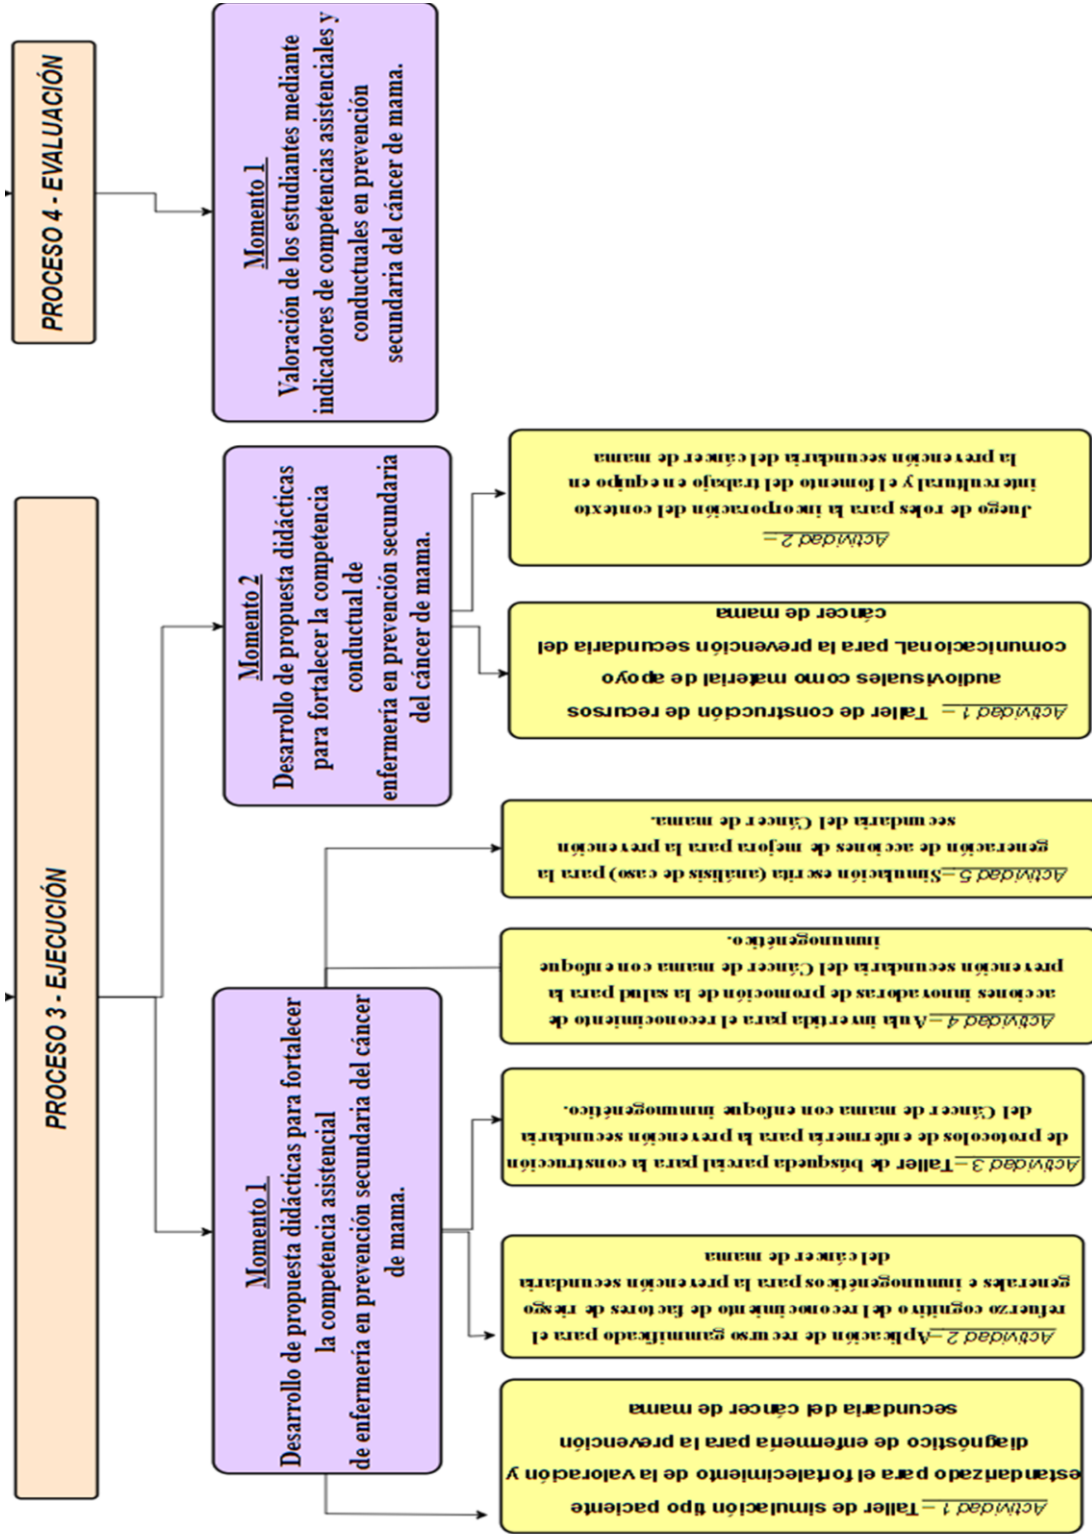 PROCESO 3 - EJECUCIÓN
Momento 1
Desarrollo de propuesta didácticas para fortalecer
la competencia asistencial
de enfermería en prevención secundaria del cáncer
de mama.
Actividad 1 – Taller de simulación tipo paciente
estandarizado para el fortalecimiento de la valoración y
diagnóstico de enfermería para la prevención
secundaria del cáncer de mama
Actividad 2 –Aplicación de recurso gammificado para el
refuerzo cognitivo del reconocimiento de factores de riesgo
generales e inmunogenéticos para la prevención secundaria
del cáncer de mama
Actividad 3 –Taller de búsqueda parcial para la construcción
de protocolos de enfermería para la prevención secundaria
del Cáncer de mama con enfoque inmunogenético.
Actividad 4 –Aula invertida para el reconocimiento de
acciones innovadoras de promoción de la salud para la
prevención secundaria del Cáncer de mama con enfoque
inmunogenético.
Actividad 5 –Simulación escrita (análisis de caso) para la
generación de acciones de mejora para la prevención
secundaria del Cáncer de mama.
Momento 2
Desarrollo de propuesta didácticas
para fortalecer la competencia
conductual de
enfermería en prevención secundaria
del cáncer de mama.
Actividad 1 – Taller de construcción de recursos
audiovisuales como material de apoyo
comunicacional para la prevención secundaria del
cáncer de mama
Actividad 2 –
Juego de roles para la incorporación del contexto
intercultural y el fomento del trabajo en equipo en
la prevención secundaria del cáncer de mama
PROCESO 4 - EVALUACIÓN
Momento 1
Valoración de los estudiantes mediante
indicadores de competencias asistenciales y
conductuales en prevención
secundaria del cáncer de mama.